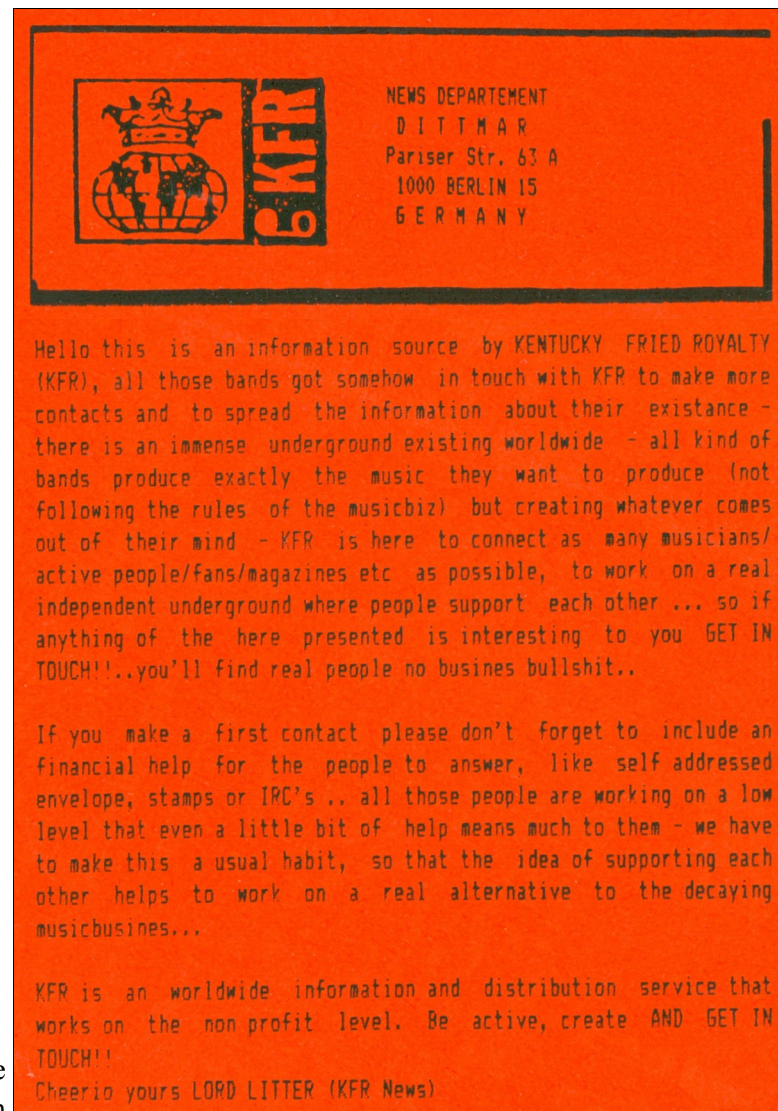 KFR
NEWS DEPARTEMENT
D I T T M A R
Pariser Str. 63 A
1000 BERLIN 15
G E R M A N Y
Hello this is an information source by KENTUCKY FRIED ROYALTY
(KFR), all those bands got somehow in touch with KFR to make more
contacts and to spread the information about their existance -
there is an immense underground existing worldwide - all kind of
bands produce exactly the music they want to produce (not
following the rules of the musicbiz) but creating whatever comes
out of their mind - KFR is here to connect as many musicians/
active people/fans/magazines etc as possible, to work on a real
independent underground where people support each other ... so if
anything of the here presented is interesting to you GET IN
TOUCH!!..you'll find real people no busines bullshit..
If you make a first contact please don't forget to include an
financial help for the people to answer, like self addressed
envelope, stamps or IRC's .. all those people are working on a low
level that even a little bit of help means much to them - we have
to make this a usual habit, so that the idea of supporting each
other helps to work on a real alternative to the decaying
musicbusines...
KFR is an worldwide information and distribution service that
works on the non profit level. Be active, create AND GET IN
TOUCH!!
Cheerio yours LORD LITTER (KFR News)